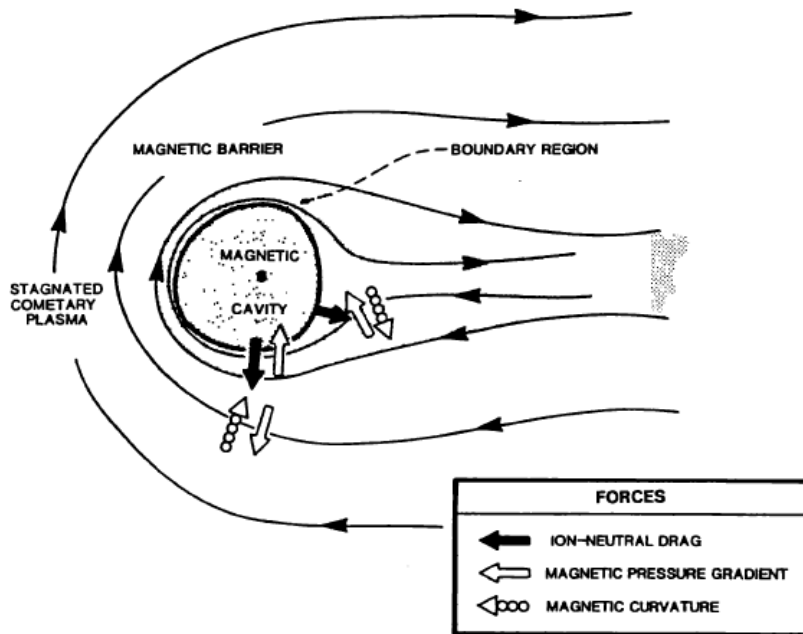 MAGNETIC BARRIER
BOUNDARY REGION
MAGNETIC
CAVITY
STAGNATED
COMETARY
PLASMA
FORCES
ION-NEUTRAL DRAG
MAGNETIC PRESSURE GRADIENT
MAGNETIC CURVATURE